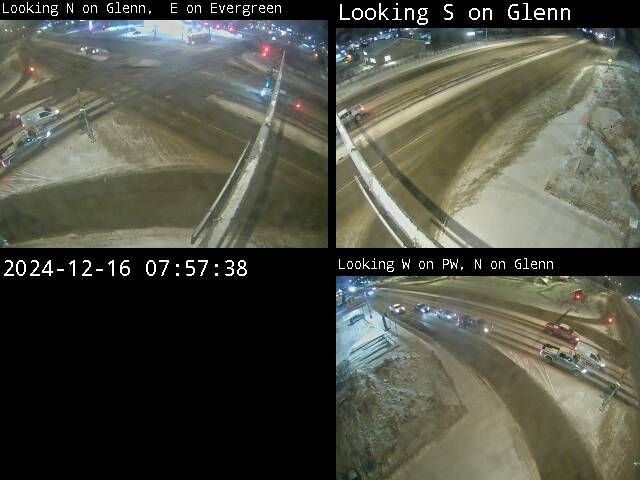 Looking N on Glenn, E on Evergreen
Looking S on Glenn
2024-12-16 07:57:38
Looking W on PW, N on Glenn